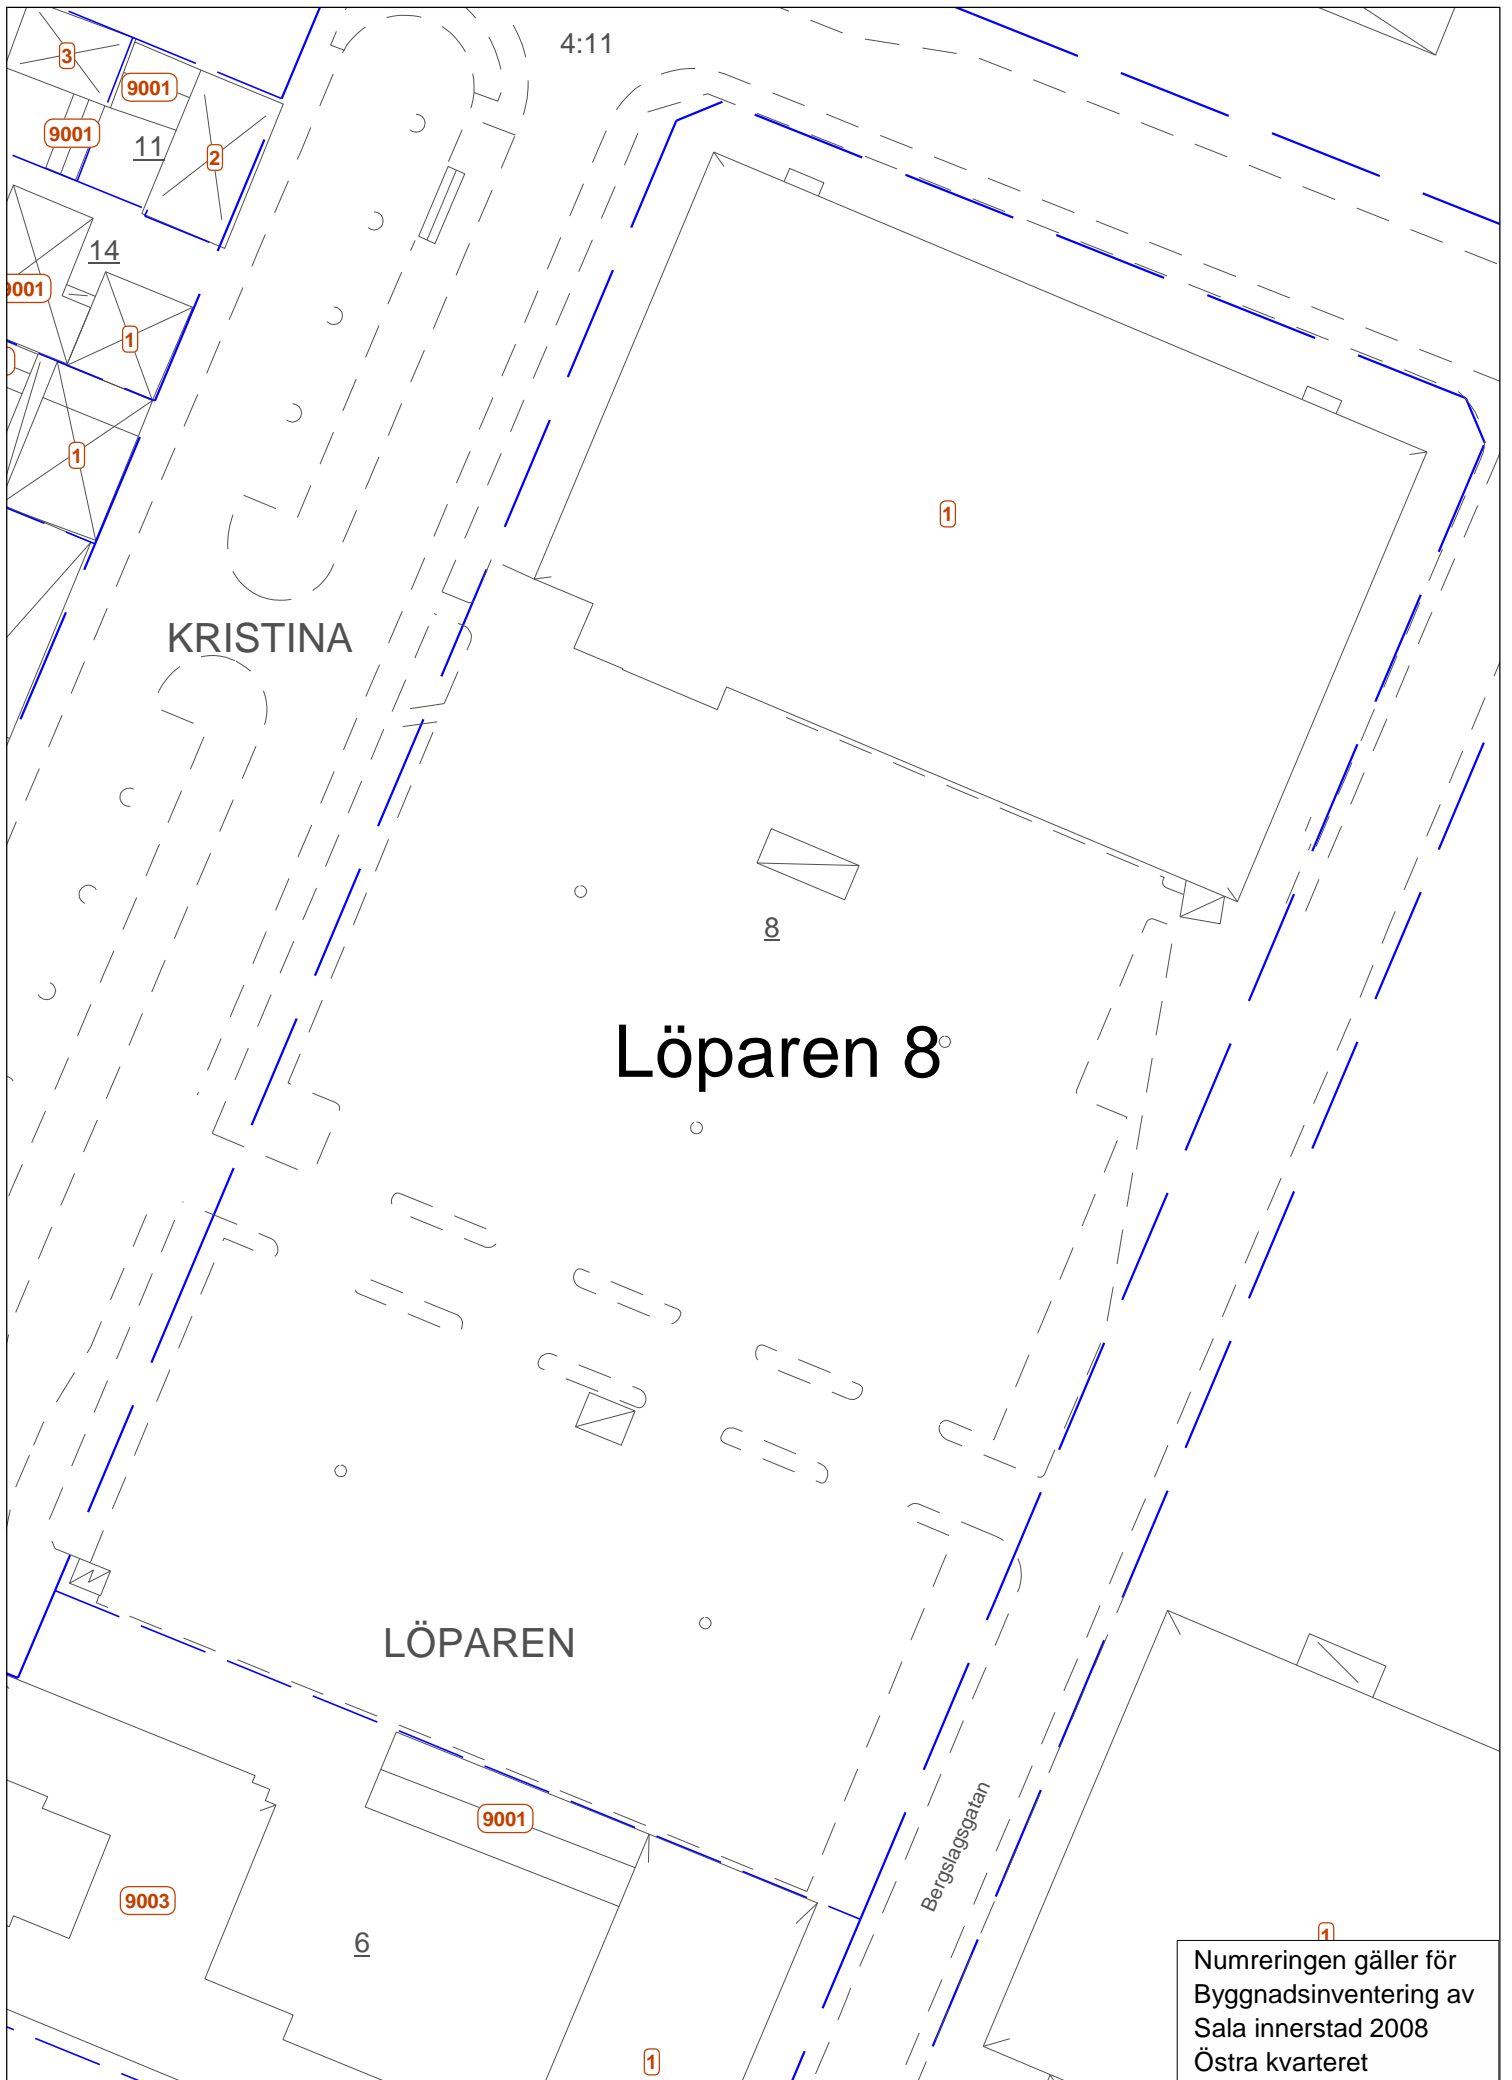 4:11
3
9001
9001
11
2
14
9001
1
1
1
KRISTINA
8
Löparen 8
LÖPAREN
Bergslagsgatan
9001
9003
6
1
1
Numreringen gäller för
Byggnadsinventering av
Sala innerstad 2008
Östra kvarteret